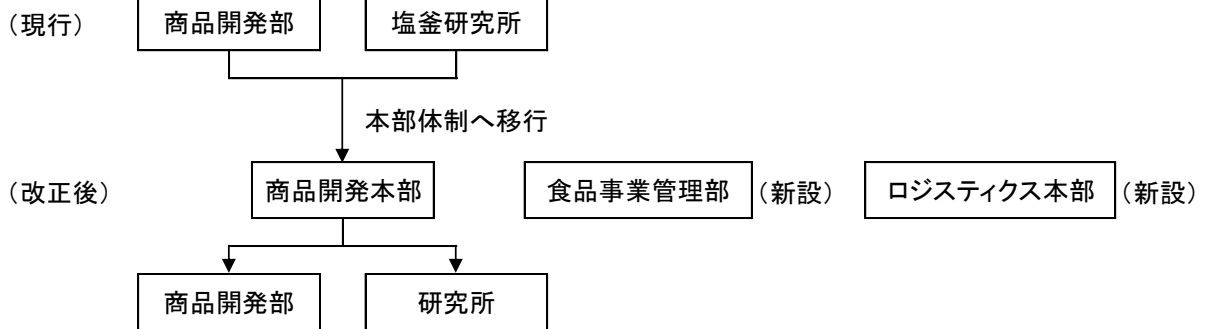 （現行） 商品開発部 塩釜研究所
本部体制へ移行
（改正後） 商品開発本部 食品事業管理部 （新設） ロジスティクス本部 （新設）
商品開発部 研究所